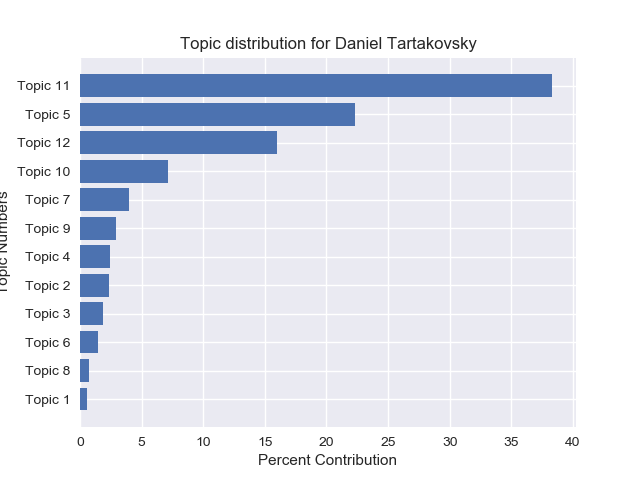 Topic distribution for Daniel Tartakovsky
Topic 11
Topic 5
Topic 12
Topic 10
Topic 7
Topic 9
Topic 4
Topic 2
Topic 3
Topic 6
Topic 8
Topic 1
Topic Numbers
0 5 10 15 20 25 30 35 40
Percent Contribution